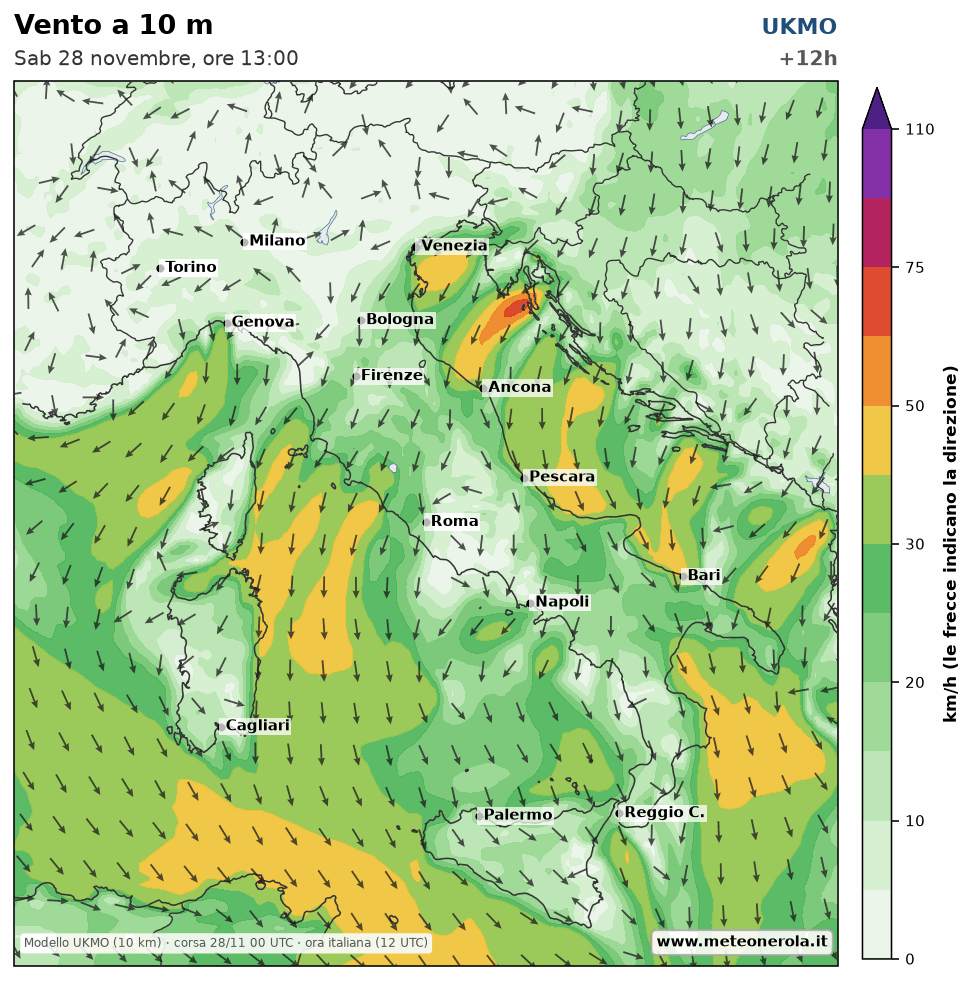 Vento a 10 m
UKMO
Sab 28 novembre, ore 13:00
+12h
110
Venezia
Milano
Torino
75
Genova
Bologna
Firenze
Ancona
50
Pescara
Roma
30
Bari
Napoli
20
Cagliari
Palermo
Reggio C.
10
km/h (le frecce indicano la direzione)
Modello UKMO (10 km) · corsa 28/11 00 UTC · ora italiana (12 UTC)
www.meteonerola.it
0